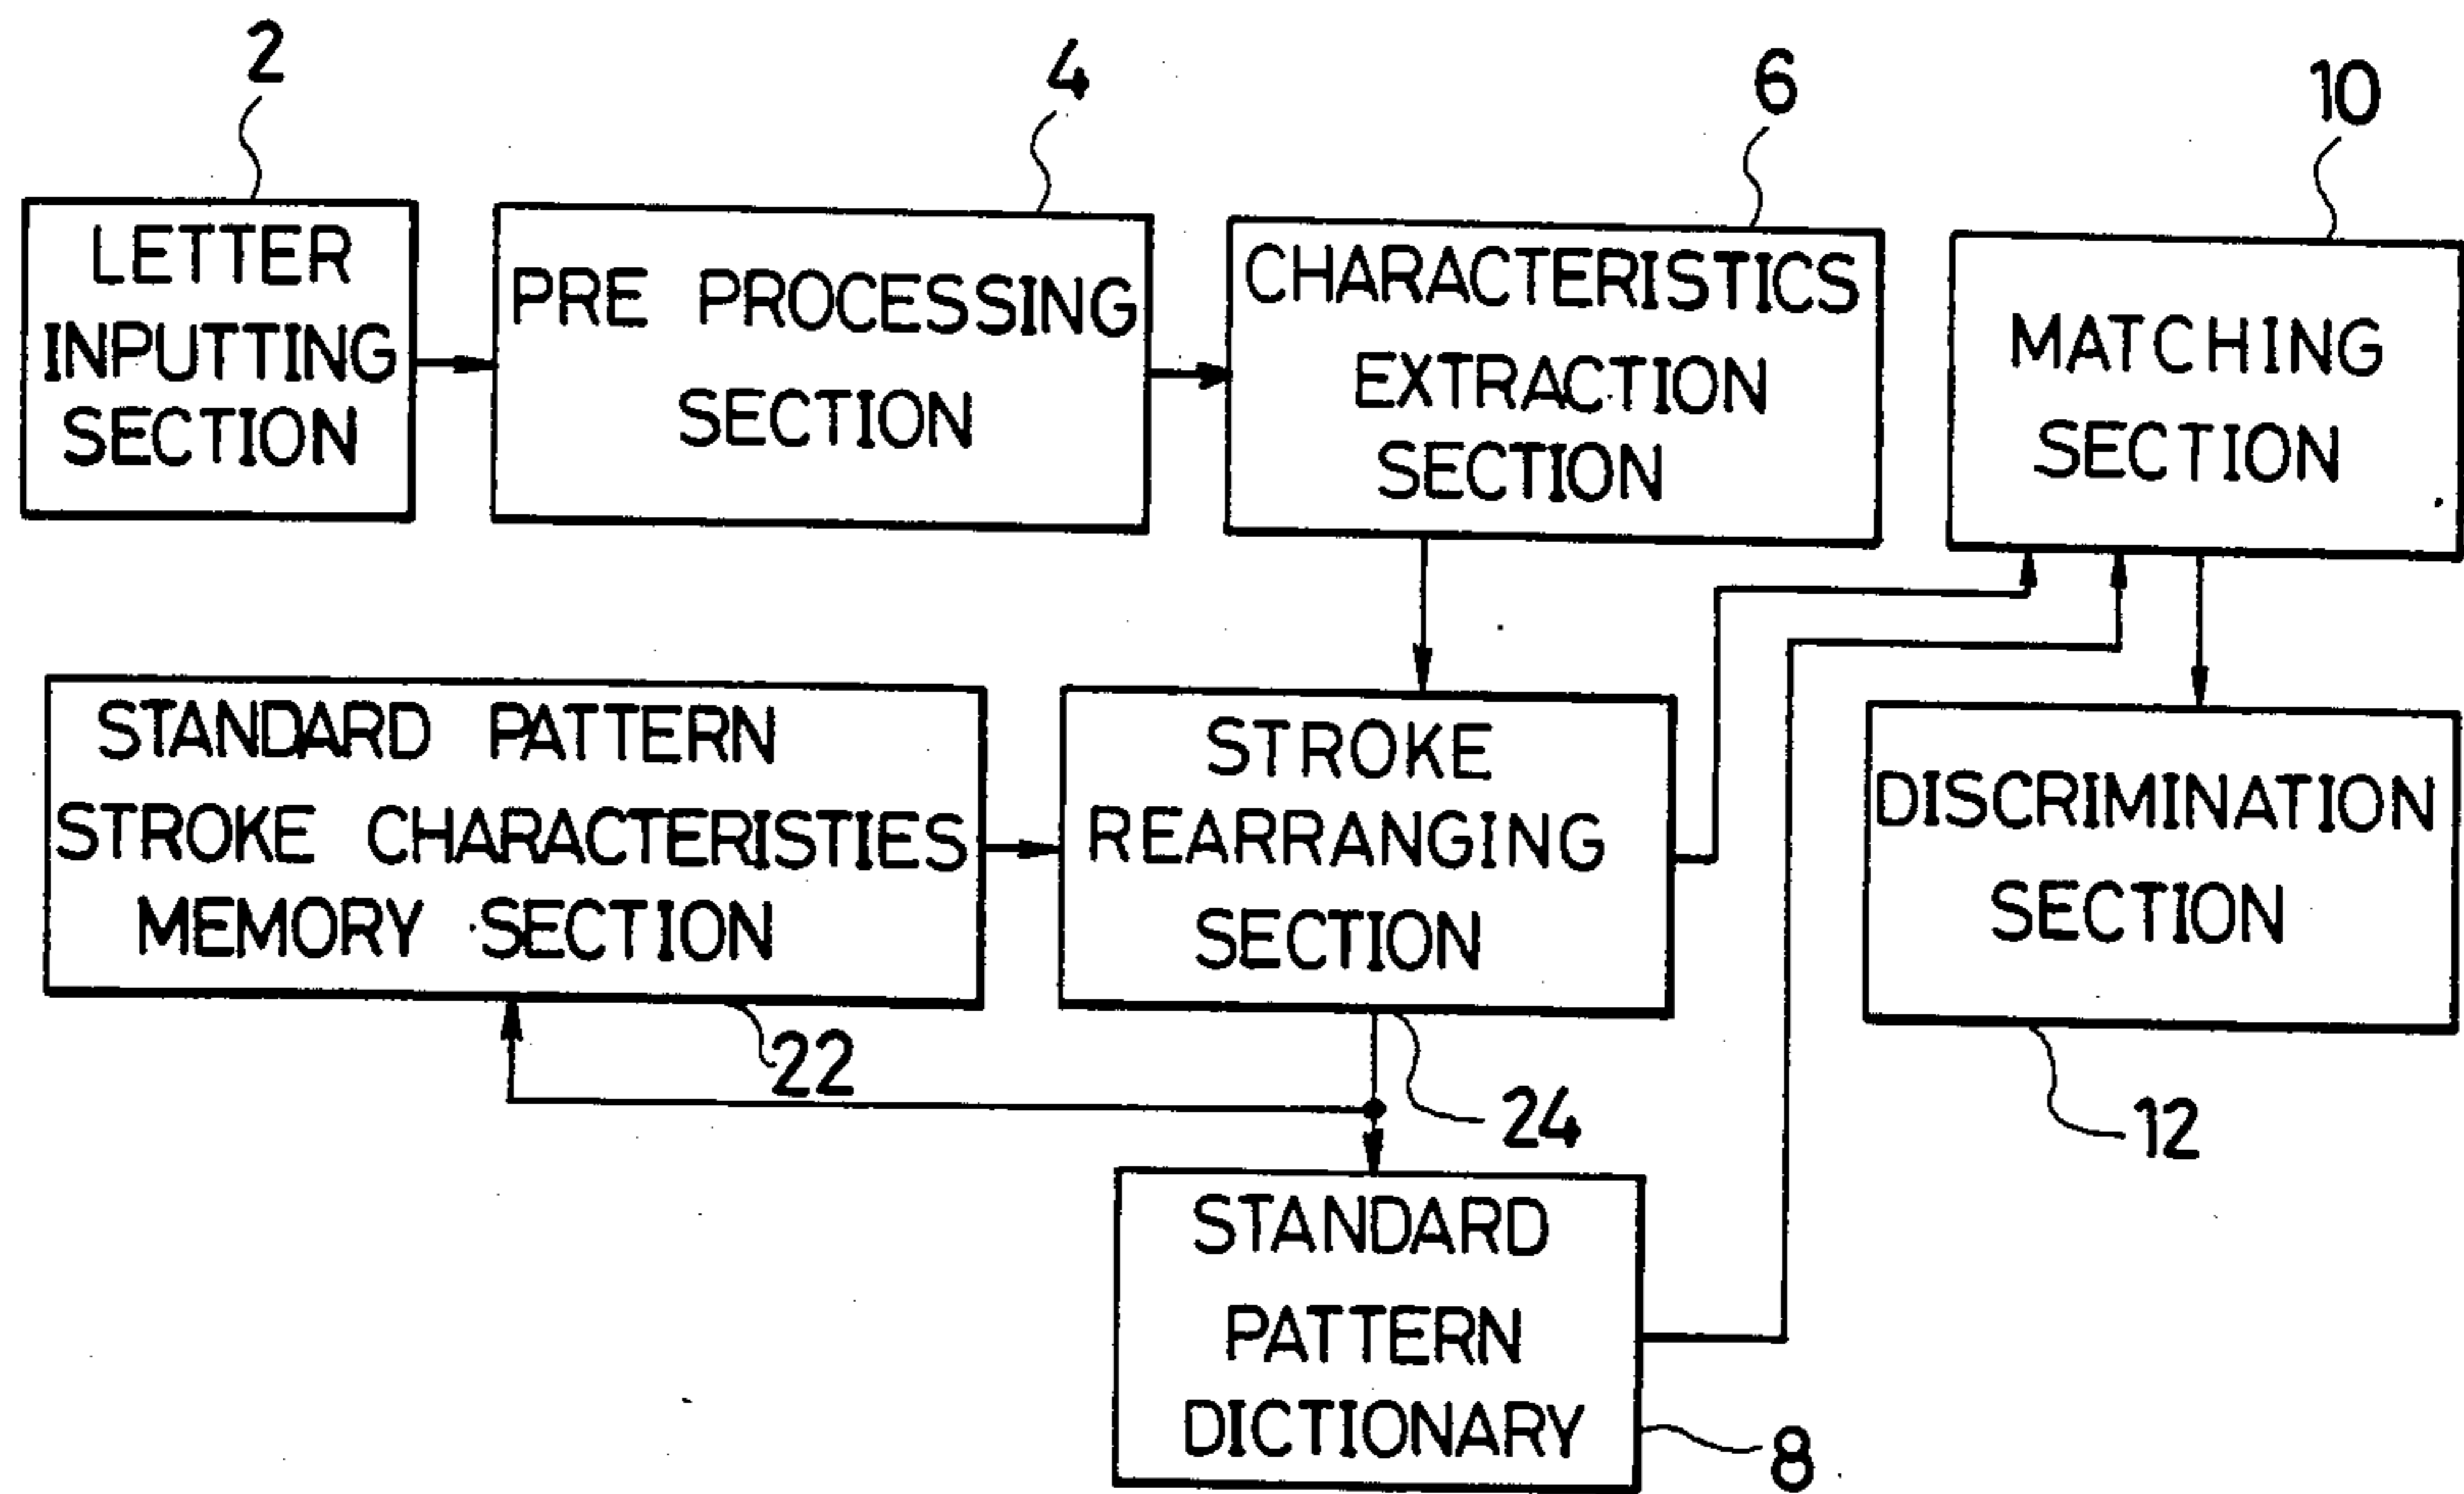 2
4
6
10
LETTER
INPUTTING
SECTION
PRE PROCESSING
SECTION
CHARACTERISTICS
EXTRACTION
SECTION
MATCHING
SECTION
STANDARD PATTERN
STROKE CHARACTERISTIES
MEMORY SECTION
22
STROKE
REARRANGING
SECTION
24
DISCRIMINATION
SECTION
12
STANDARD
PATTERN
DICTIONARY
8